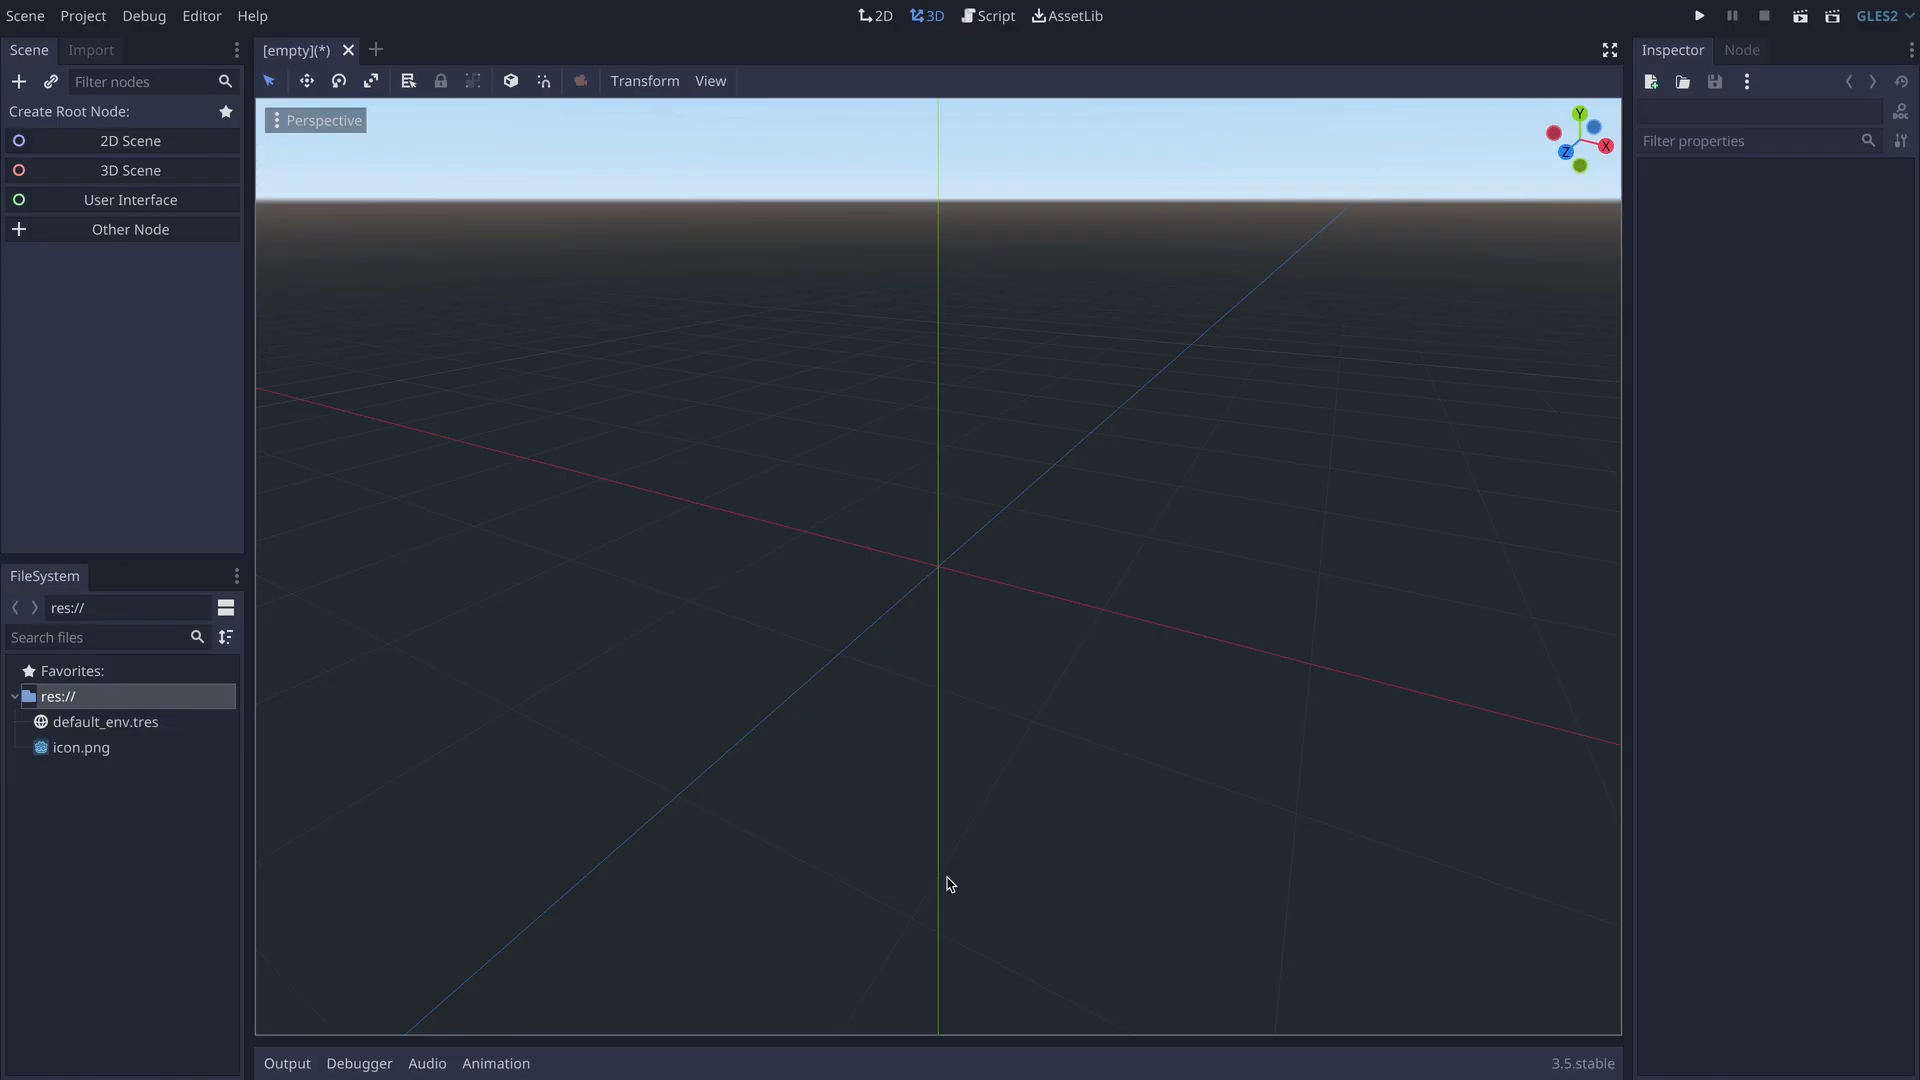 Scene Project Debug Editor Help
2D 3D Script AssetLib
GLES2
Scene Import
[empty](*)
Inspector Node
Filter nodes
Transform View
Create Root Node:
2D Scene
3D Scene
User Interface
Other Node
Perspective
Y
Z
X
DOC
Filter properties
FileSystem
res://
Search files
Favorites:
res://
default_env.tres
icon.png
Output Debugger Audio Animation
3.5.stable